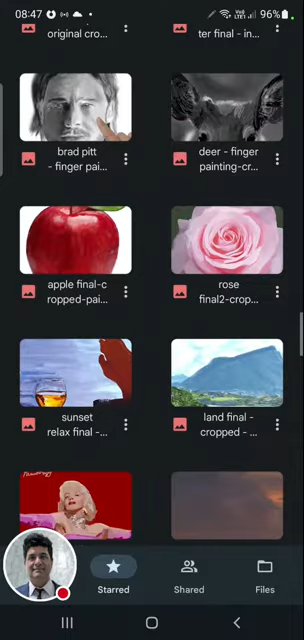 08:47
96%
original cro...
ter final - in...
brad pitt
- finger pai...
deer - finger
painting-cr...
apple final-c
ropped-pai...
rose
final2-crop...
sunset
relax final -...
land final -
cropped - ...
Starred
Shared
Files